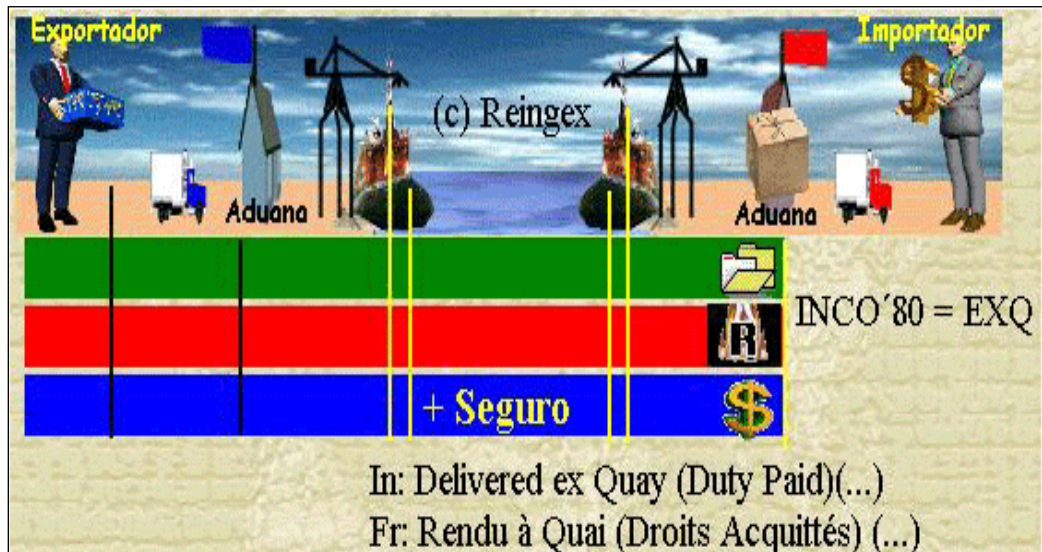 Exportador
Importador
(c) Reingex
Aduana
Aduana
INCO´80 = EXQ
R
+ Seguro
$
In: Delivered ex Quay (Duty Paid)(...)
Fr: Rendu à Quai (Droits Acquittés) (...)